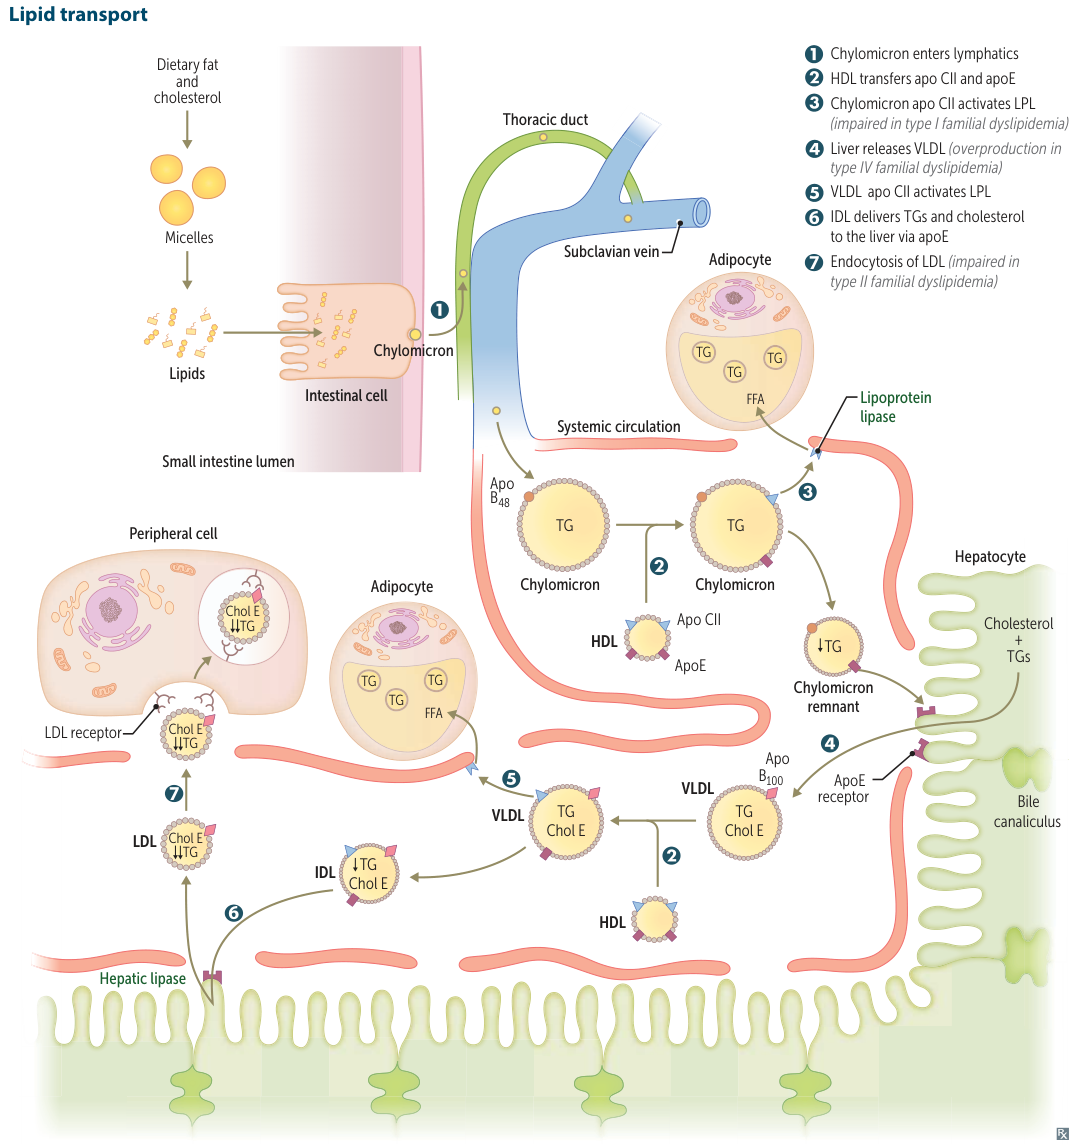 Lipid transport
Dietary fat
and
cholesterol
Micelles
Lipids
Small intestine lumen
Intestinal cell
Chylomicron
1
Thoracic duct
Subclavian vein
1 Chylomicron enters lymphatics
2 HDL transfers apo CII and apoE
3 Chylomicron apo CII activates LPL
(impaired in type I familial dyslipidemia)
4 Liver releases VLDL (overproduction in
type IV familial dyslipidemia)
5 VLDL apo CII activates LPL
6 IDL delivers TGs and cholesterol
to the liver via apoE
7 Endocytosis of LDL (impaired in
type II familial dyslipidemia)
Adipocyte
TG
TG
TG
FFA
Lipoprotein
lipase
Systemic circulation
Apo
B48
TG
Chylomicron
2
TG
Chylomicron
3
HDL
Apo CII
ApoE
↓TG
Chylomicron
remnant
Hepatocyte
Cholesterol
+
TGs
4
ApoE
receptor
Bile
canaliculus
Peripheral cell
Chol E
↓↓TG
LDL receptor
Chol E
↓↓TG
7
LDL
Chol E
↓↓TG
Adipocyte
TG
TG
TG
FFA
5
VLDL
TG
Chol E
VLDL
Apo
B100
TG
Chol E
2
HDL
IDL
↓TG
Chol E
6
Hepatic lipase
Rx